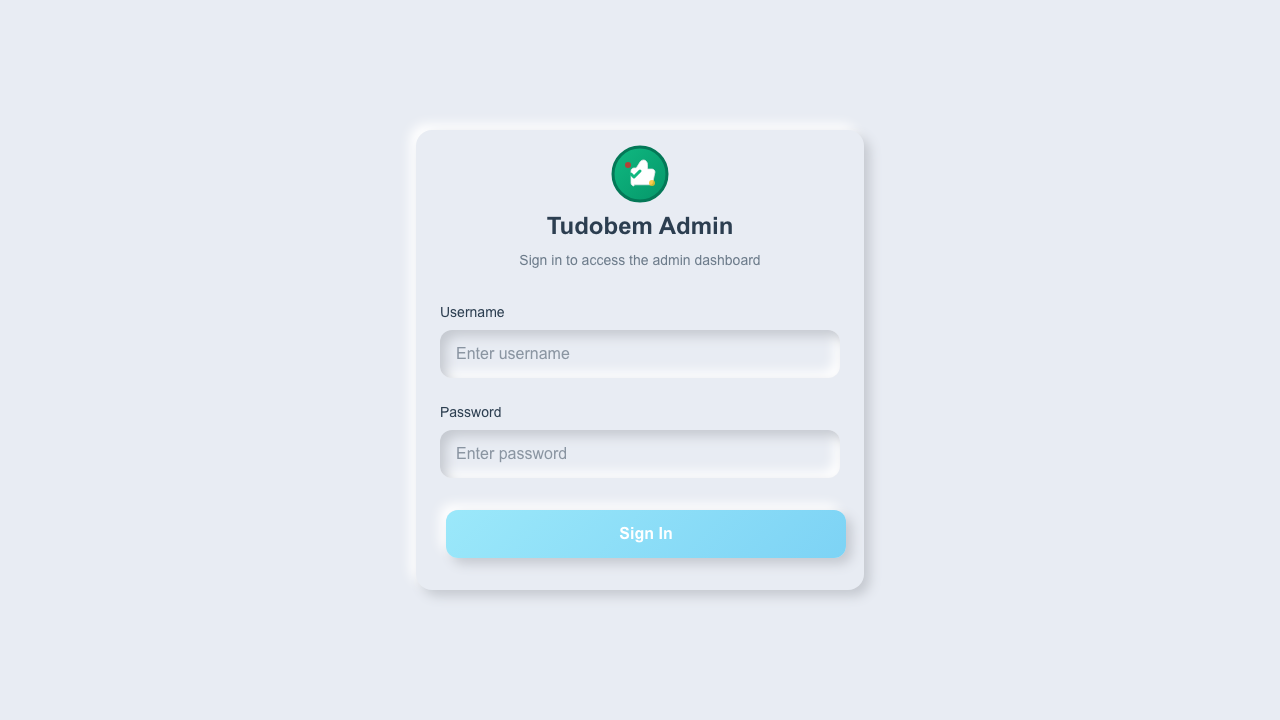 Tudobem Admin
Sign in to access the admin dashboard
Username
Enter username
Password
Enter password
Sign In